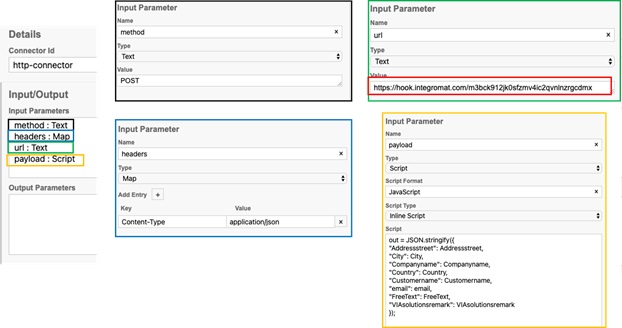 Details
Connector Id
http-connector
Input/Output
Input Parameters
method : Text
headers : Map
url : Text
payload : Script
Output Parameters
Input Parameter
Name
method
Type
Text
Value
POST
Input Parameter
Name
url
Type
Text
Value
https://hook.integromat.com/m3bck912jk0sfzmv4ic2qvnlnzrgcdmx
Input Parameter
Name
headers
Type
Map
Add Entry +
Key Value
Content-Type application/json
Input Parameter
Name
payload
Type
Script
Script Format
JavaScript
Script Type
Inline Script
Script
out = JSON.stringify({
"Addressstreet": Addressstreet,
"City": City,
"Companyname": Companyname,
"Country": Country,
"Customername": Customername,
"email": email,
"FreeText": FreeText,
"VIAsolutionsremark": VIAsolutionsremark
});